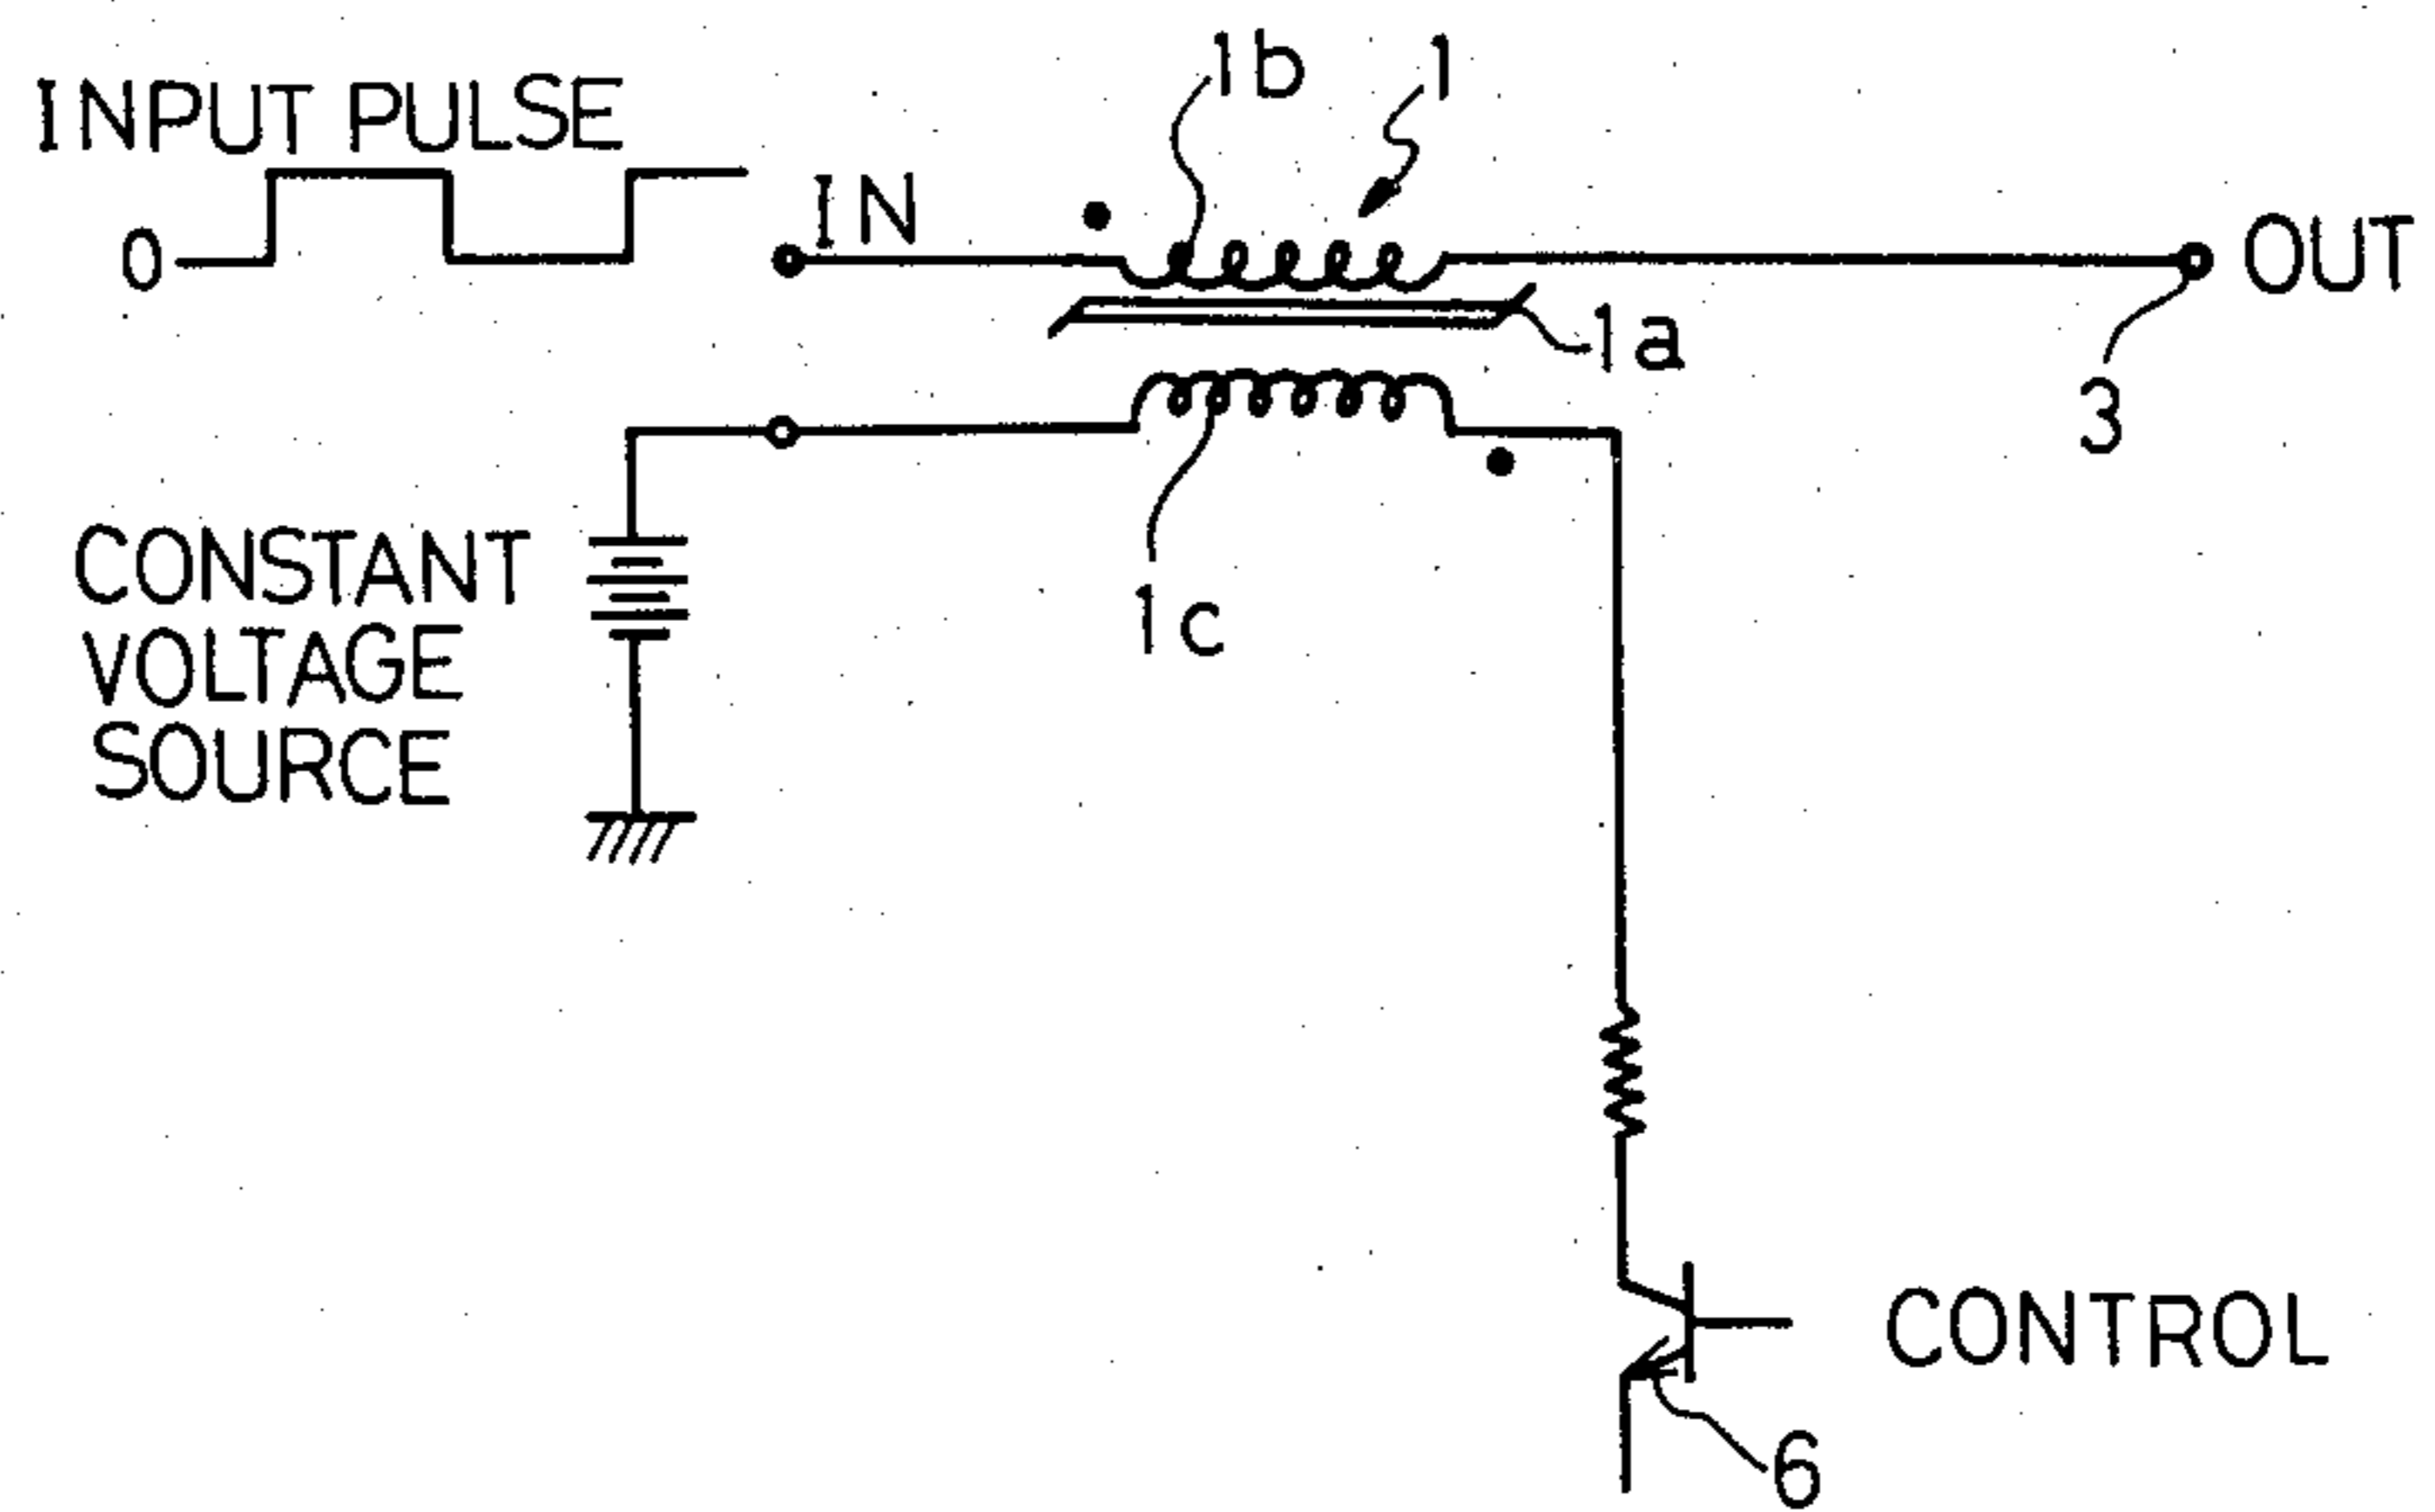 INPUT PULSE
0
IN
1b
1
OUT
1a
3
CONSTANT
VOLTAGE
SOURCE
1c
CONTROL
6